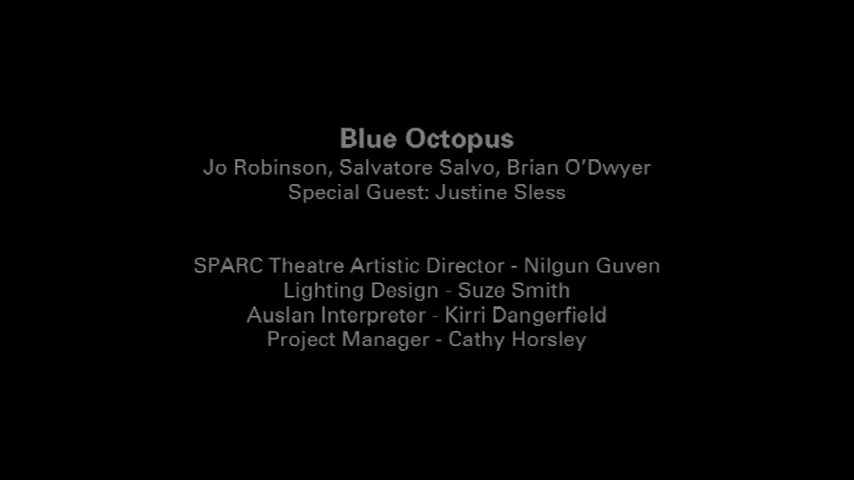 Blue Octopus
Jo Robinson, Salvatore Salvo, Brian O’Dwyer
Special Guest: Justine Sless
SPARC Theatre Artistic Director - Nilgun Guven
Lighting Design - Suze Smith
Auslan Interpreter - Kirri Dangerfield
Project Manager - Cathy Horsley